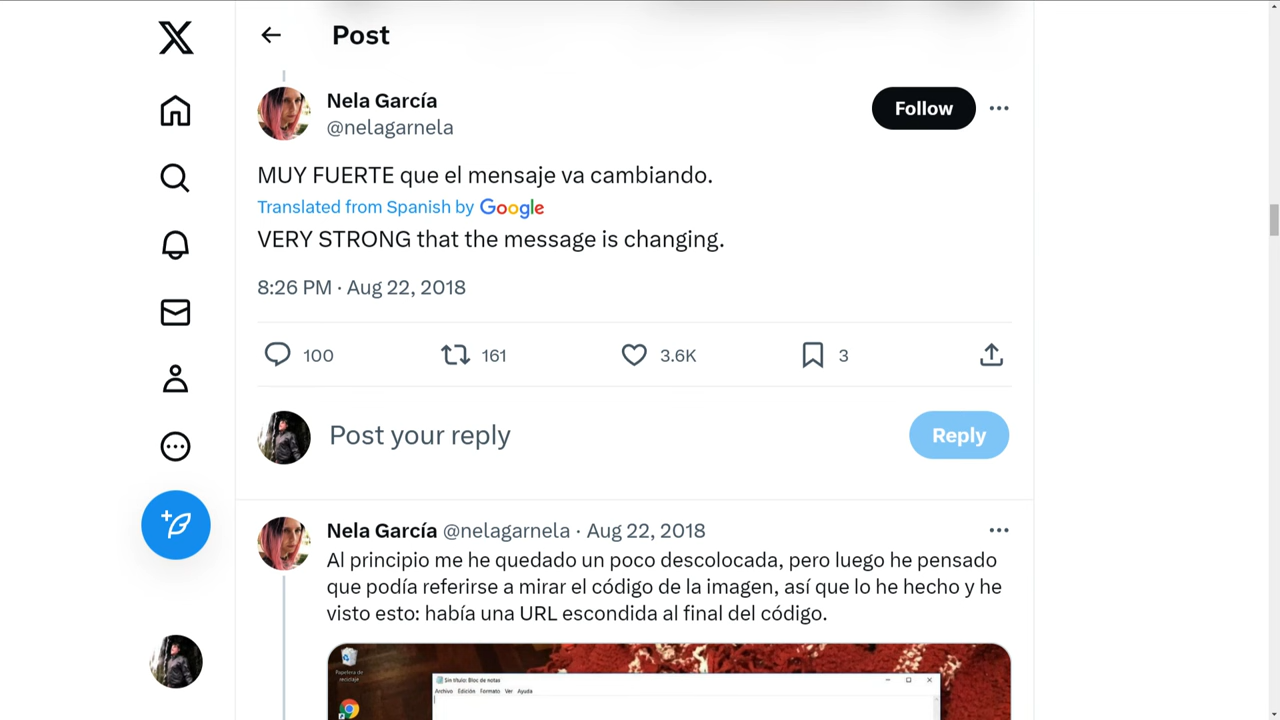 Post
Nela García
@nelagarnela
Follow
MUY FUERTE que el mensaje va cambiando.
Translated from Spanish by Google
VERY STRONG that the message is changing.
8:26 PM · Aug 22, 2018
100 161 3.6K 3
Post your reply
Reply
Nela García @nelagarnela · Aug 22, 2018
Al principio me he quedado un poco descolocada, pero luego he pensado
que podía referirse a mirar el código de la imagen, así que lo he hecho y he
visto esto: había una URL escondida al final del código.
Papelera de
reciclaje
Sin título: Bloc de notas
Archivo Edición Formato Ver Ayuda